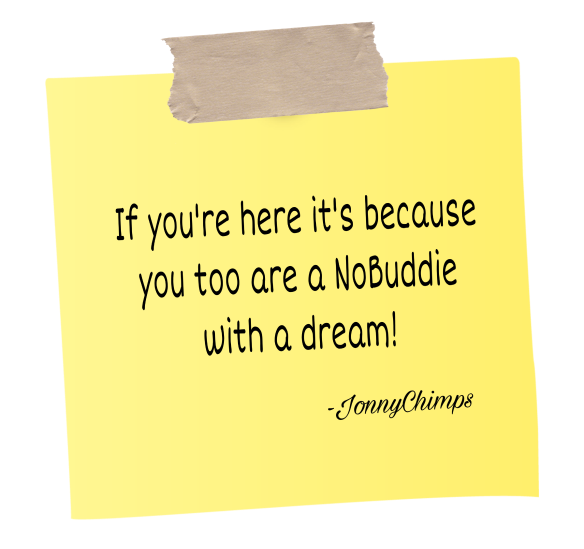 If you're here it's because
you too are a NoBuddie
with a dream!
-JonnyChimps